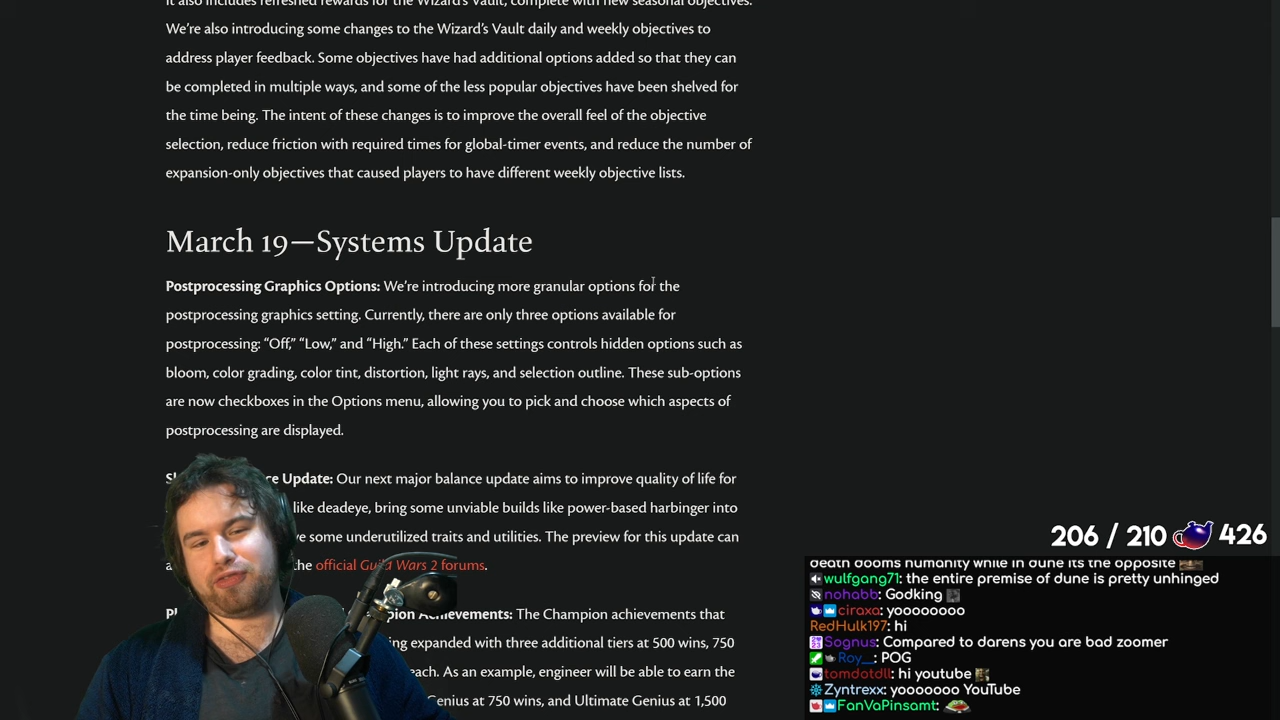 It also includes refreshed rewards for the Wizard's Vault, complete with new seasonal objectives.
We're also introducing some changes to the Wizard's Vault daily and weekly objectives to
address player feedback. Some objectives have had additional options added so that they can
be completed in multiple ways, and some of the less popular objectives have been shelved for
the time being. The intent of these changes is to improve the overall feel of the objective
selection, reduce friction with required times for global-timer events, and reduce the number of
expansion-only objectives that caused players to have different weekly objective lists.
March 19—Systems Update
Postprocessing Graphics Options: We're introducing more granular options for the
postprocessing graphics setting. Currently, there are only three options available for
postprocessing: “Off,” “Low,” and “High.” Each of these settings controls hidden options such as
bloom, color grading, color tint, distortion, light rays, and selection outline. These sub-options
are now checkboxes in the Options menu, allowing you to pick and choose which aspects of
postprocessing are displayed.
Update: Our next major balance update aims to improve quality of life for
like deadeye, bring some unviable builds like power-based harbinger into
some underutilized traits and utilities. The preview for this update can
the official Guild Wars 2 forums.
Achievements: The Champion achievements that
expanded with three additional tiers at 500 wins, 750
each. As an example, engineer will be able to earn the
Genius at 750 wins, and Ultimate Genius at 1,500
206 / 210 426
death dooms humanity while in dune its the opposite
wulfgang71: the entire premise of dune is pretty unhinged
nohabb: Godking
ciraxa: yooooooo
RedHulk197: hi
Sognus: Compared to darens you are bad zoomer
Roy__: POG
tomdotdll: hi youtube
Zyntrexx: yooooooo YouTube
FanVaPinsamt: